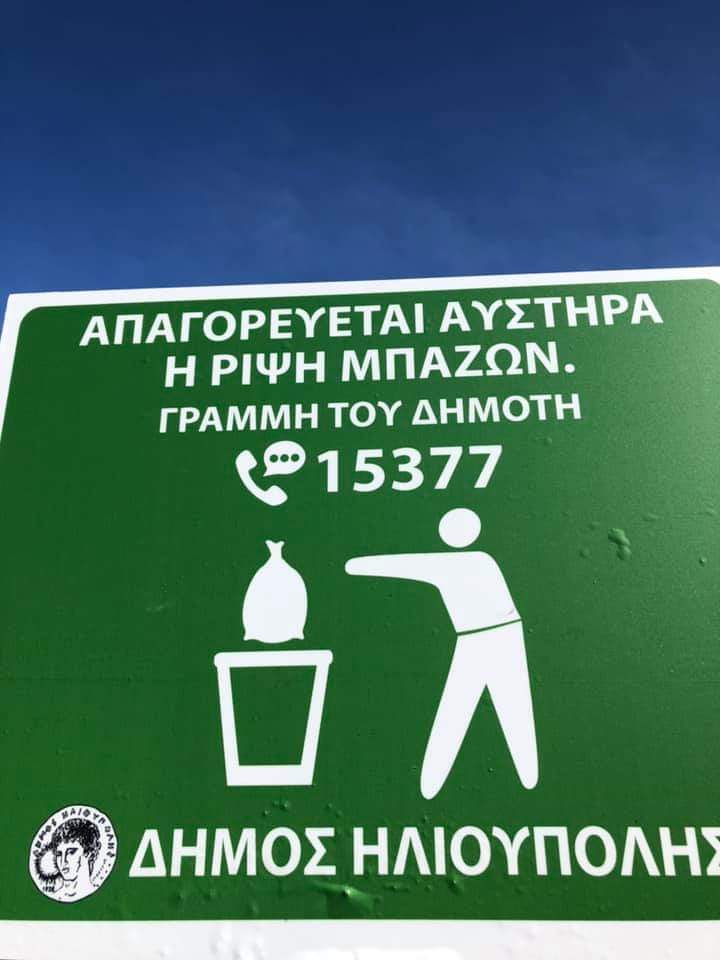 ΑΠΑΓΟΡΕΥΕΤΑΙ ΑΥΣΤΗΡΑ
Η ΡΙΨΗ ΜΠΑΖΩΝ.
ΓΡΑΜΜΗ ΤΟΥ ΔΗΜΟΤΗ
15377
ΔΗΜΟΣ ΗΛΙΟΥΠΟΛΗΣ